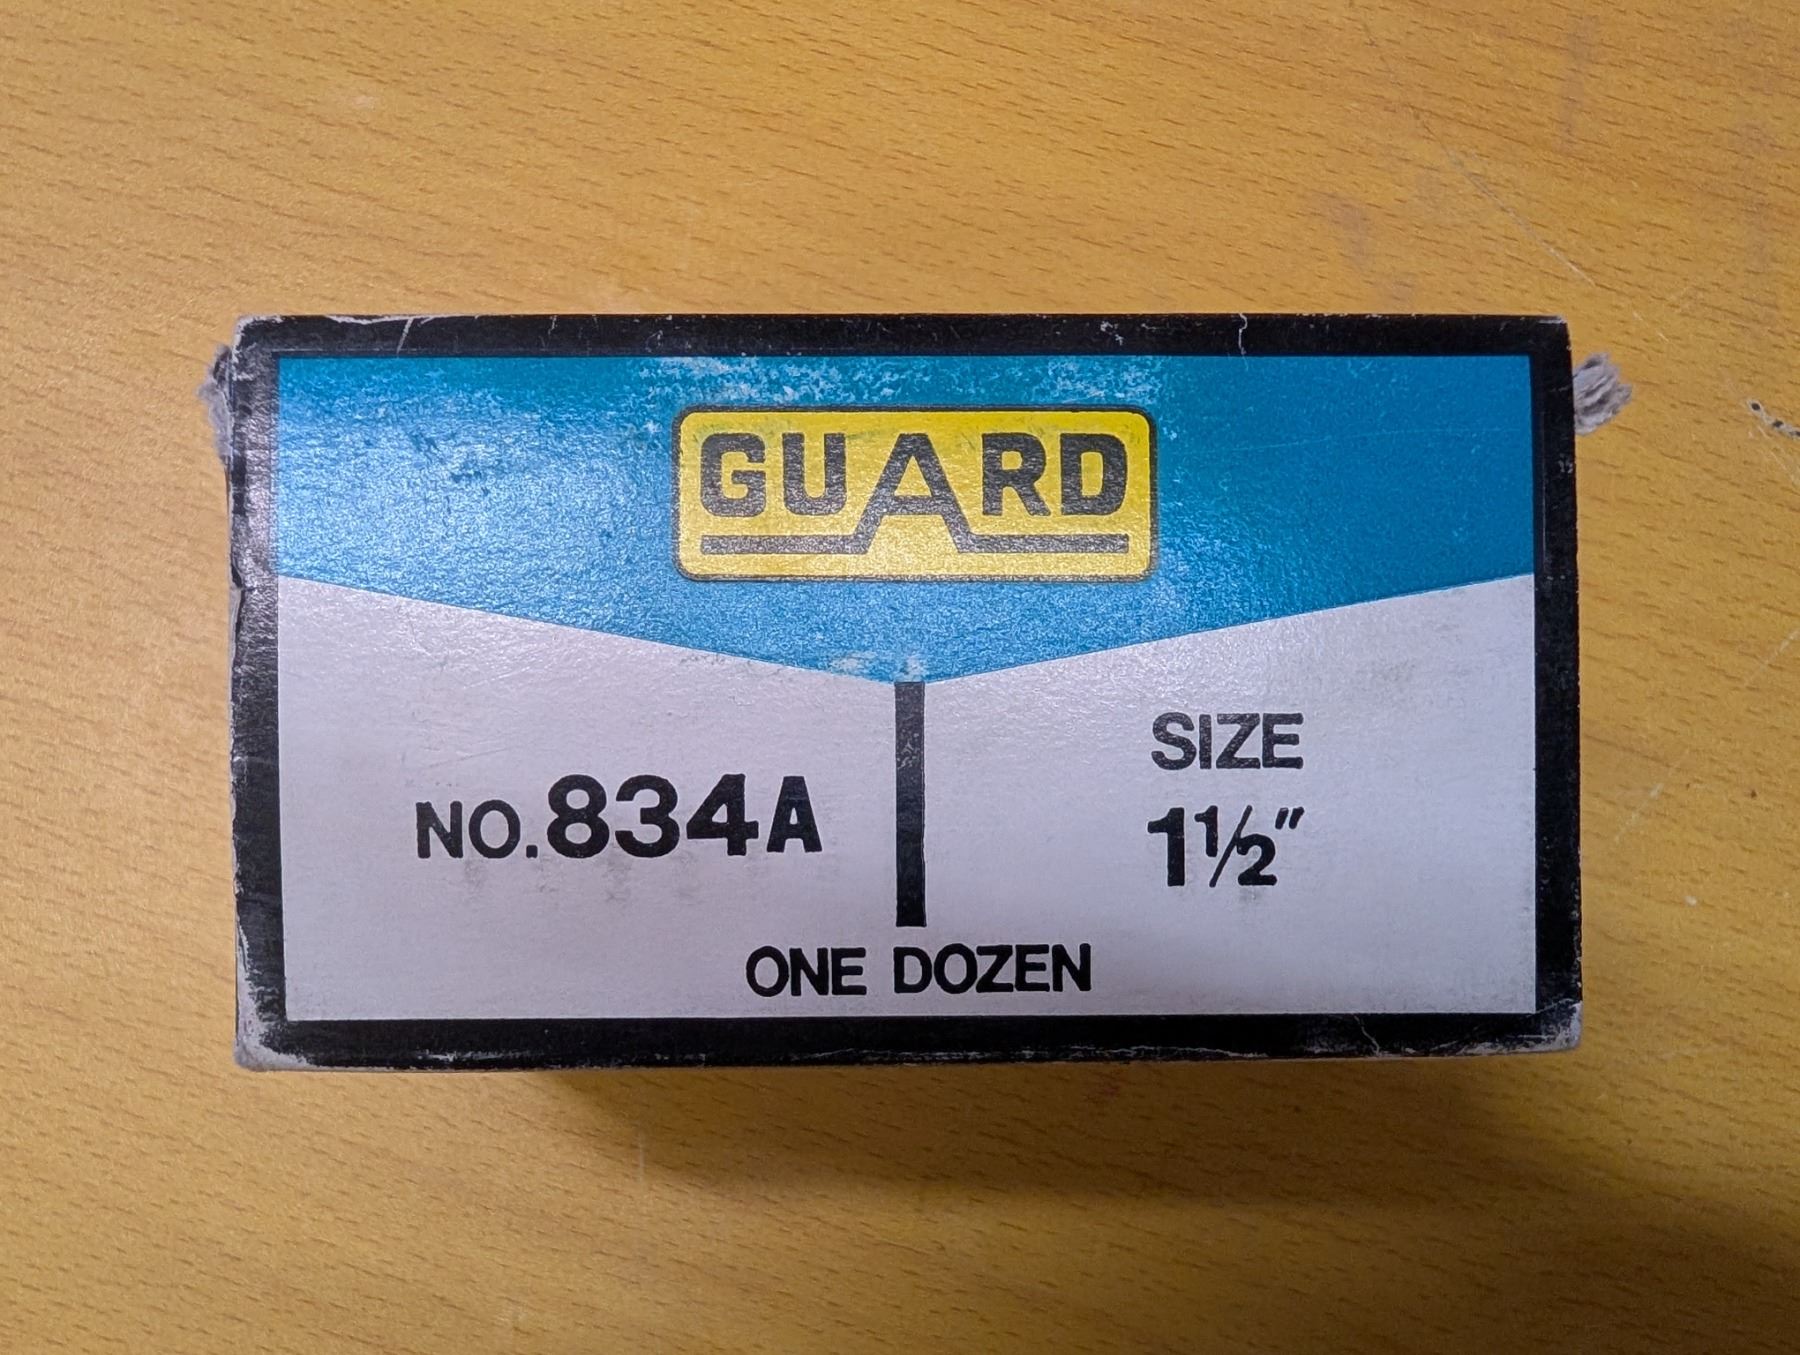 GUARD
NO.834A
SIZE
1½"
ONE DOZEN